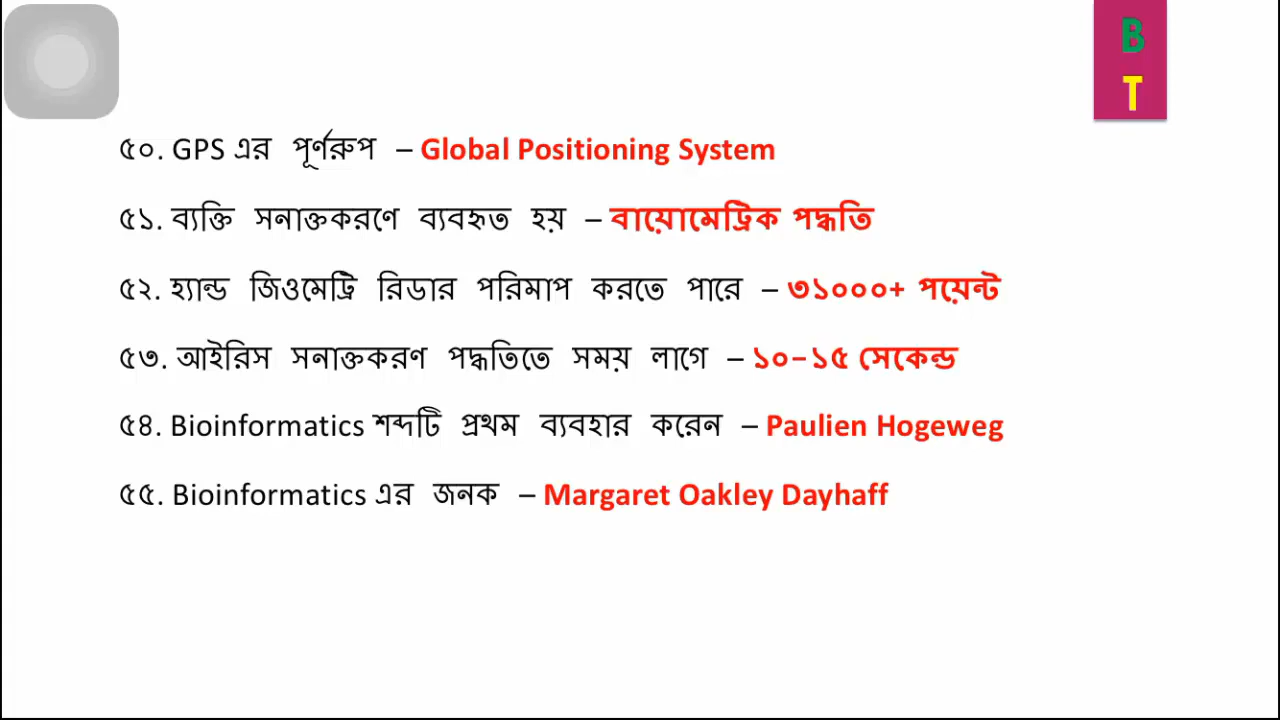 B
T
৫০. GPS এর পূর্ণরুপ – Global Positioning System
৫১. ব্যক্তি সনাক্তকরণে ব্যবহৃত হয় – বায়োমেট্রিক পদ্ধতি
৫২. হ্যান্ড জিওমেট্রি রিডার পরিমাপ করতে পারে – ৩১০০০+ পয়েন্ট
৫৩. আইরিস সনাক্তকরণ পদ্ধতিতে সময় লাগে – ১০-১৫ সেকেন্ড
৫৪. Bioinformatics শব্দটি প্রথম ব্যবহার করেন – Paulien Hogeweg
৫৫. Bioinformatics এর জনক – Margaret Oakley Dayhaff